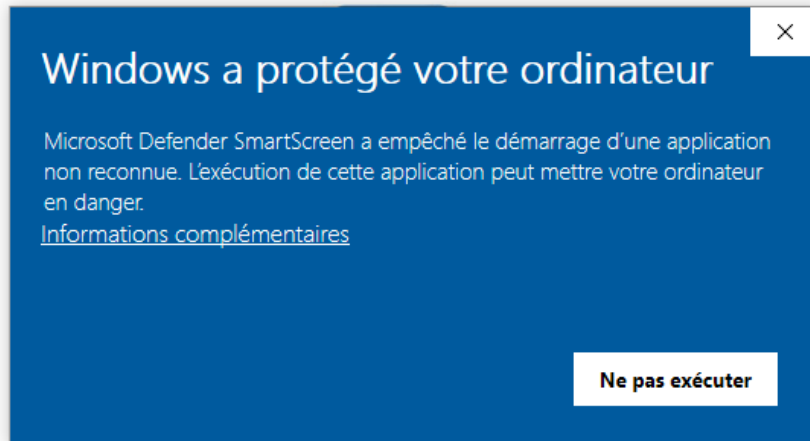 Windows a protégé votre ordinateur
Microsoft Defender SmartScreen a empêché le démarrage d'une application
non reconnue. L'exécution de cette application peut mettre votre ordinateur
en danger.
Informations complémentaires
Ne pas exécuter